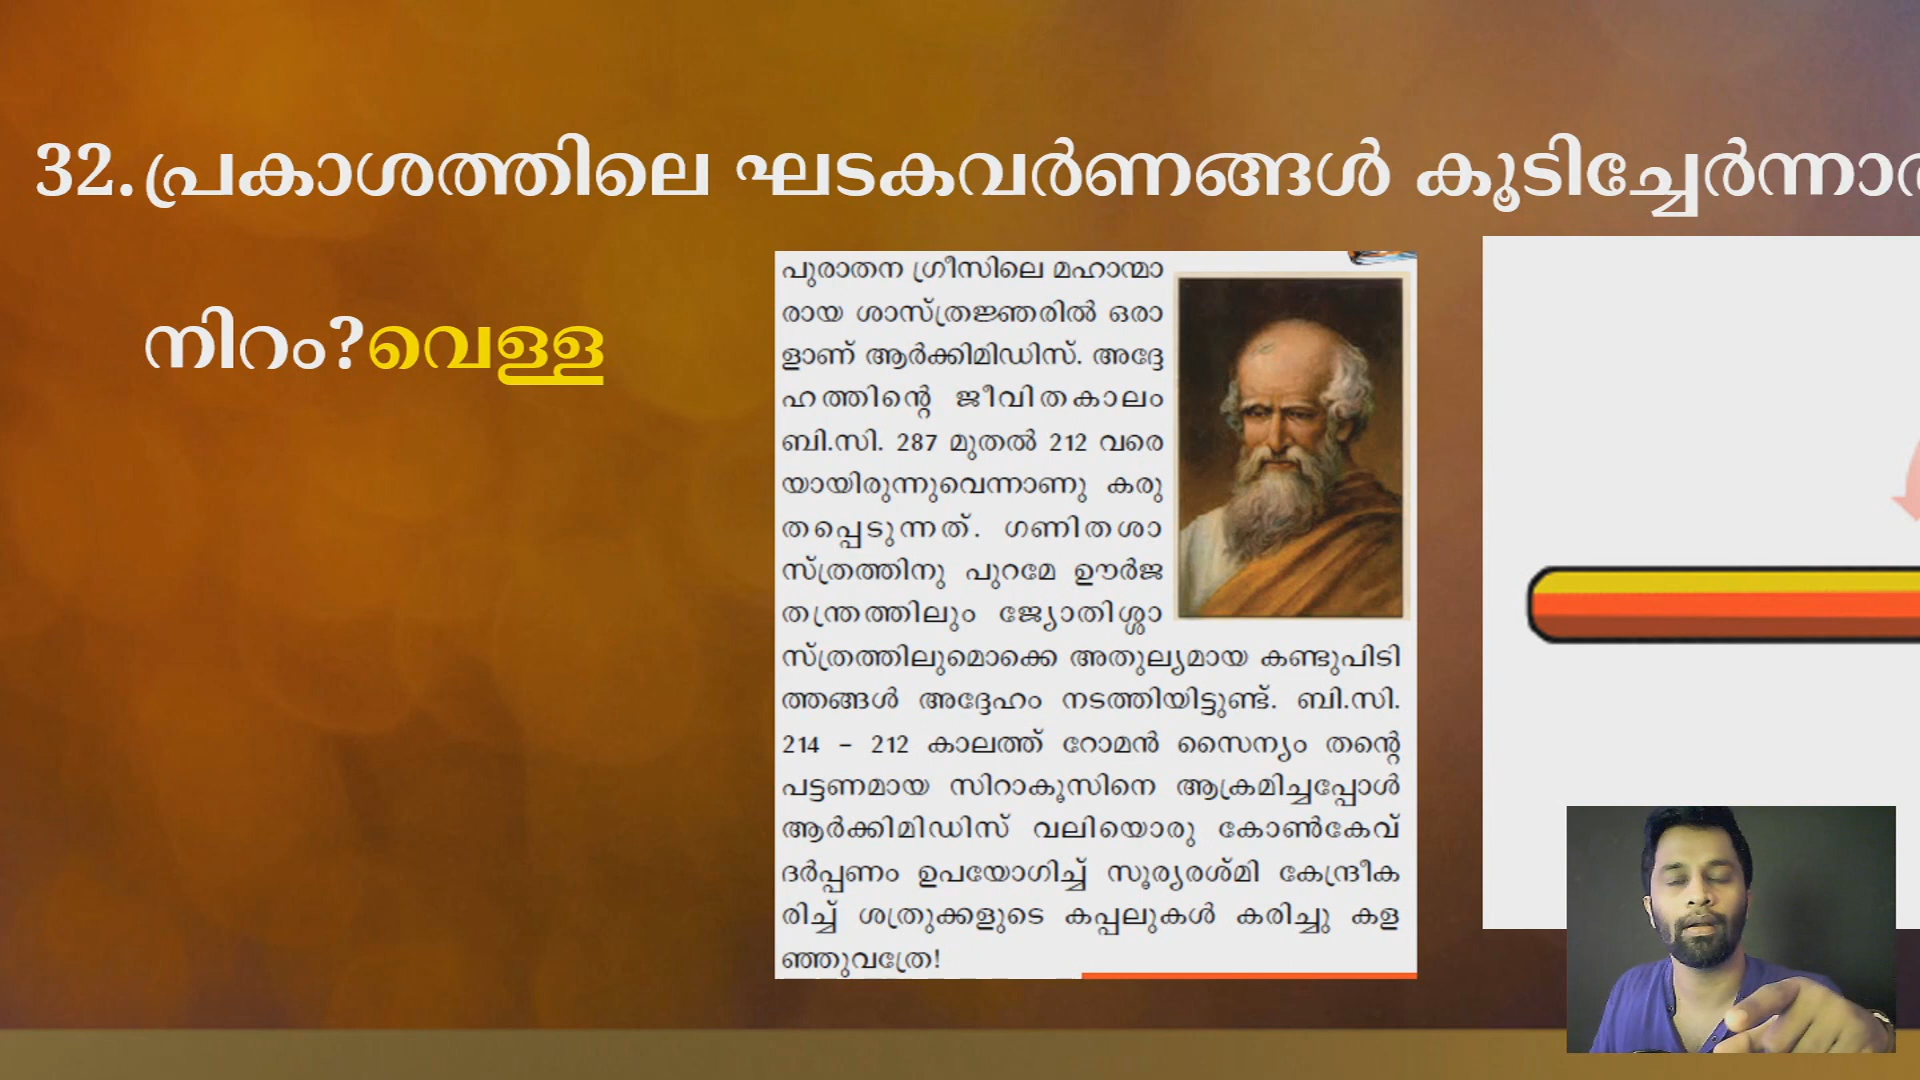 32. പ്രകാശത്തിലെ ഘടകവർണങ്ങൾ
നിറം? വെള്ള
പുരാതന ഗ്രീസിലെ മഹാന്മാ
രായ ശാസ്ത്രജ്ഞരിൽ ഒരാ
ളാണ് ആർക്കിമിഡിസ്. അദ്ദേ
ഹത്തിന്റെ ജീവിതകാലം
ബി.സി. 287 മുതൽ 212 വരെ
യായിരുന്നുവെന്നാണു കരു
തപ്പെടുന്നത്. ഗണിതശാ
സ്ത്രത്തിനു പുറമേ ഊർജ
തന്ത്രത്തിലും ജ്യോതിശ്ശാ
സ്ത്രത്തിലുമൊക്കെ അതുല്യമായ കണ്ടുപിടി
ത്തങ്ങൾ അദ്ദേഹം നടത്തിയിട്ടുണ്ട്. ബി.സി.
214 – 212 കാലത്ത് റോമൻ സൈന്യം തന്റെ
പട്ടണമായ സിറാകൂസിനെ ആക്രമിച്ചപ്പോൾ
ആർക്കിമിഡിസ് വലിയൊരു കോൺകേവ്
ദർപ്പണം ഉപയോഗിച്ച് സൂര്യരശ്മി കേന്ദ്രീക
രിച്ച് ശത്രുക്കളുടെ കപ്പലുകൾ കരിച്ചു കള
ഞ്ഞുവത്രേ!